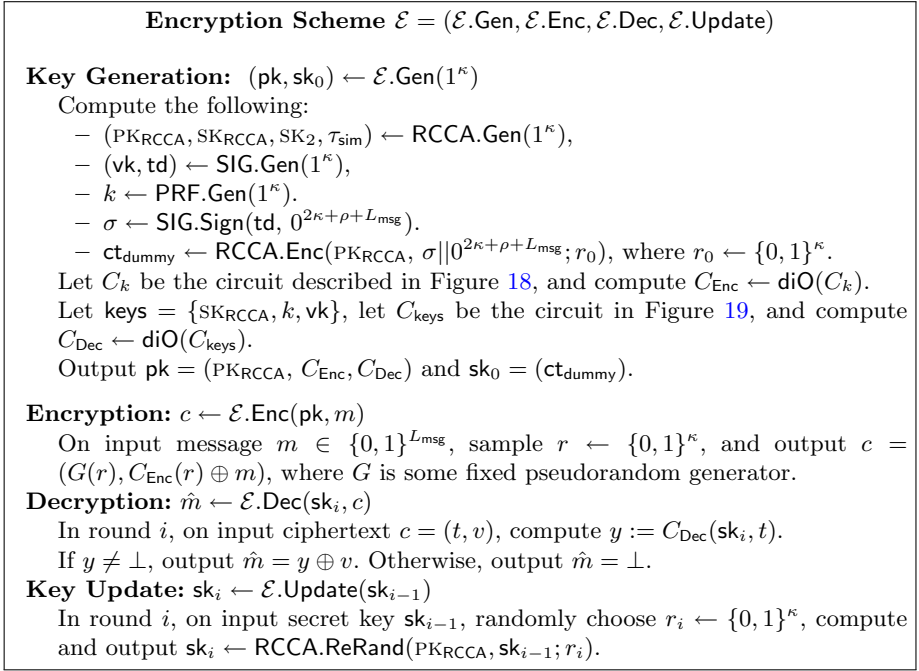 Encryption Scheme ℰ = (ℰ.Gen, ℰ.Enc, ℰ.Dec, ℰ.Update)
Key Generation: (pk, sk₀) ← ℰ.Gen(1^κ)
Compute the following:
– (PK_RCCA, SK_RCCA, SK₂, τ_sim) ← RCCA.Gen(1^κ),
– (vk, td) ← SIG.Gen(1^κ),
– k ← PRF.Gen(1^κ).
– σ ← SIG.Sign(td, 0^{2κ+ρ+L_msg}).
– ct_dummy ← RCCA.Enc(PK_RCCA, σ||0^{2κ+ρ+L_msg}; r₀), where r₀ ← {0, 1}^κ.
Let C_k be the circuit described in Figure 18, and compute C_Enc ← diO(C_k).
Let keys = {SK_RCCA, k, vk}, let C_keys be the circuit in Figure 19, and compute
C_Dec ← diO(C_keys).
Output pk = (PK_RCCA, C_Enc, C_Dec) and sk₀ = (ct_dummy).
Encryption: c ← ℰ.Enc(pk, m)
On input message m ∈ {0, 1}^{L_msg}, sample r ← {0, 1}^κ, and output c =
(G(r), C_Enc(r) ⊕ m), where G is some fixed pseudorandom generator.
Decryption: m̂ ← ℰ.Dec(sk_i, c)
In round i, on input ciphertext c = (t, v), compute y := C_Dec(sk_i, t).
If y ≠ ⊥, output m̂ = y ⊕ v. Otherwise, output m̂ = ⊥.
Key Update: sk_i ← ℰ.Update(sk_{i−1})
In round i, on input secret key sk_{i−1}, randomly choose r_i ← {0, 1}^κ, compute
and output sk_i ← RCCA.ReRand(PK_RCCA, sk_{i−1}; r_i).